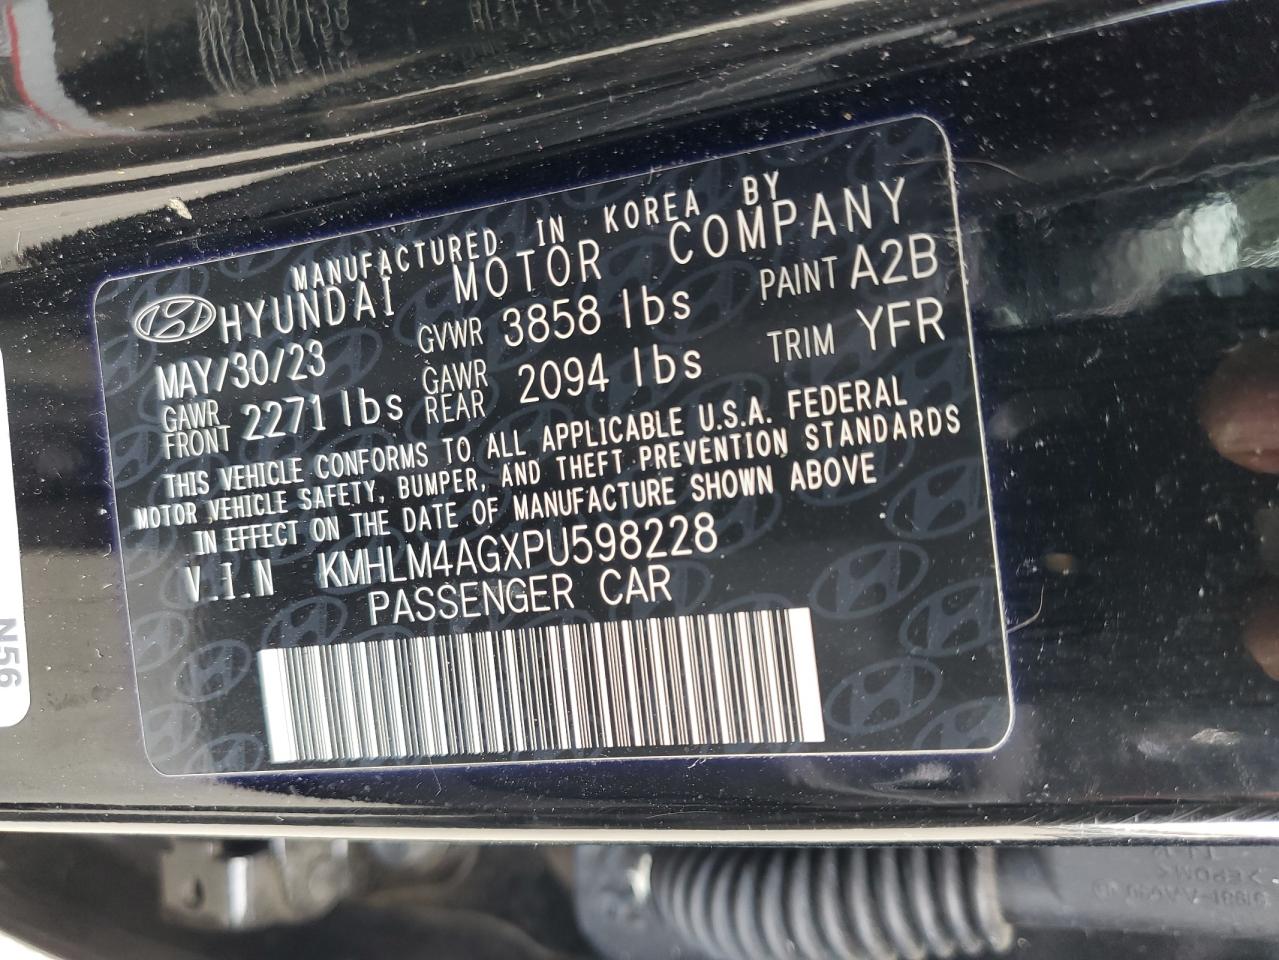 MANUFACTURED IN KOREA BY
HYUNDAI MOTOR COMPANY
MAY/30/23 GVWR 3858 lbs PAINT A2B
GAWR FRONT 2271 lbs GAWR REAR 2094 lbs TRIM YFR
THIS VEHICLE CONFORMS TO ALL APPLICABLE U.S.A. FEDERAL
MOTOR VEHICLE SAFETY, BUMPER, AND THEFT PREVENTION STANDARDS
IN EFFECT ON THE DATE OF MANUFACTURE SHOWN ABOVE
V.I.N KMHLM4AGXPU598228
PASSENGER CAR
N56